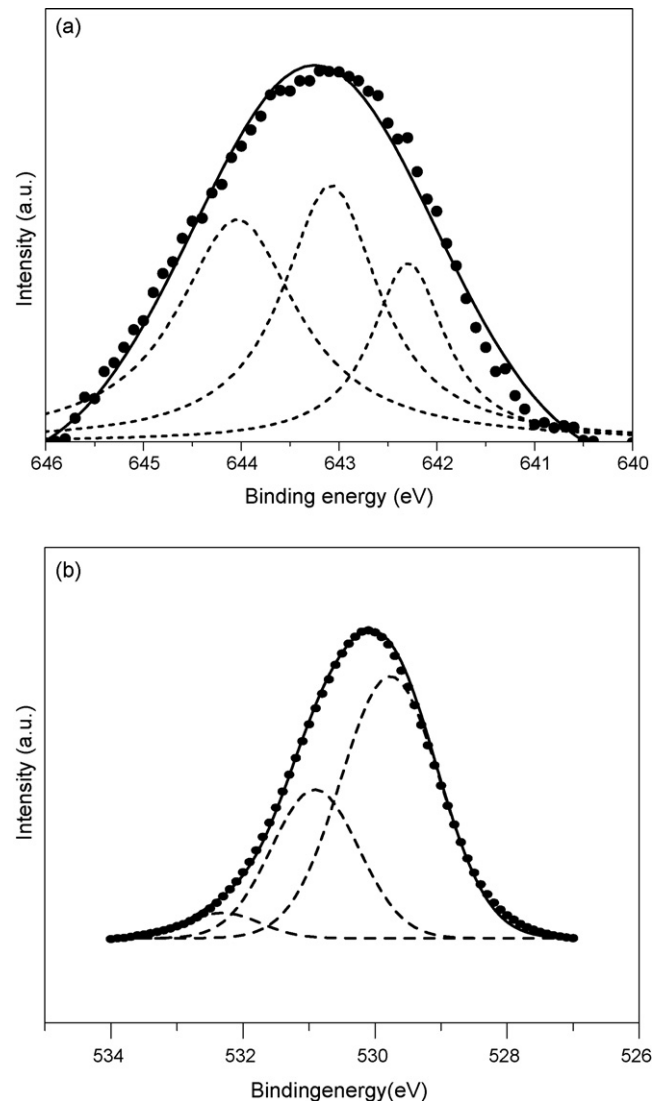 (a)
Intensity (a.u.)
646 645 644 643 642 641 640
Binding energy (eV)
(b)
Intensity (a.u.)
534 532 530 528 526
Bindingenergy(eV)